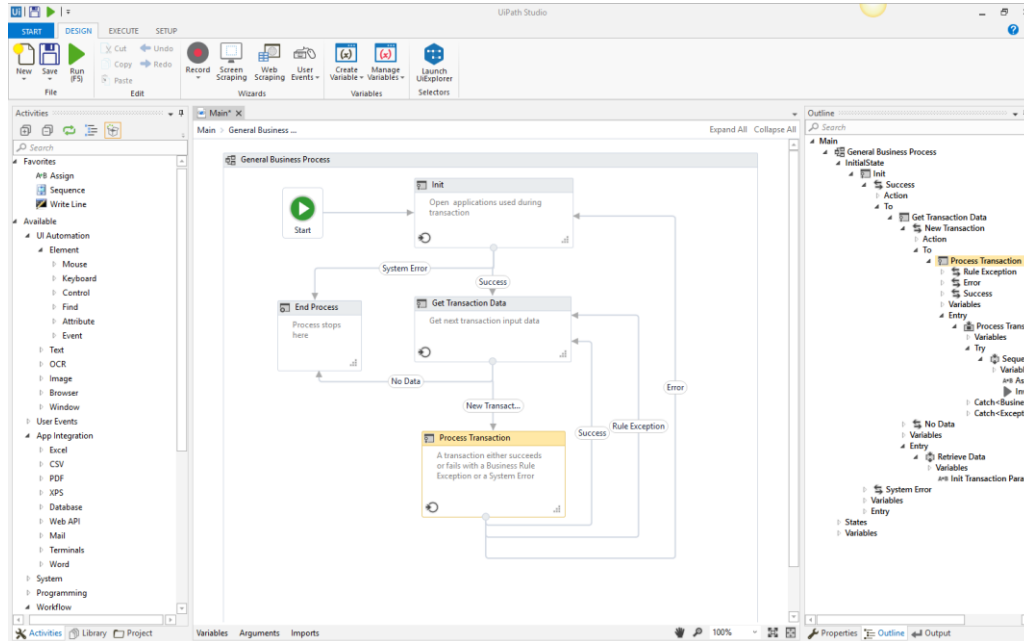 Ui
UiPath Studio
START
DESIGN
EXECUTE
SETUP
New
Save
Run
(F5)
Cut
Copy
Paste
Undo
Redo
Record
Screen
Scraping
Web
Scraping
User
Events
Create
Variable
Manage
Variables
Launch
UiExplorer
File
Edit
Wizards
Variables
Selectors
Activities
Search
Favorites
A+B Assign
Sequence
Write Line
Available
UI Automation
Element
Mouse
Keyboard
Control
Find
Attribute
Event
Text
OCR
Image
Browser
Window
User Events
App Integration
Excel
CSV
PDF
XPS
Database
Web API
Mail
Terminals
Word
System
Programming
Workflow
Activities
Library
Project
Main*
Main > General Business ...
Expand All
Collapse All
General Business Process
Start
Init
Open applications used during
transaction
System Error
Success
End Process
Process stops
here
Get Transaction Data
Get next transaction input data
No Data
New Transact...
Error
Rule Exception
Success
Process Transaction
A transaction either succeeds
or fails with a Business Rule
Exception or a System Error
Variables
Arguments
Imports
100%
Outline
Search
Main
General Business Process
InitialState
Init
Success
Action
To
Get Transaction Data
New Transaction
Action
To
Process Transaction
Rule Exception
Error
Success
Variables
Entry
Process Trans
Variables
Try
Seque
Variabl
A+B As
In
Catch<Busine
Catch<Except
No Data
Variables
Entry
Retrieve Data
Variables
A+B Init Transaction Para
System Error
Variables
Entry
States
Variables
Properties
Outline
Output